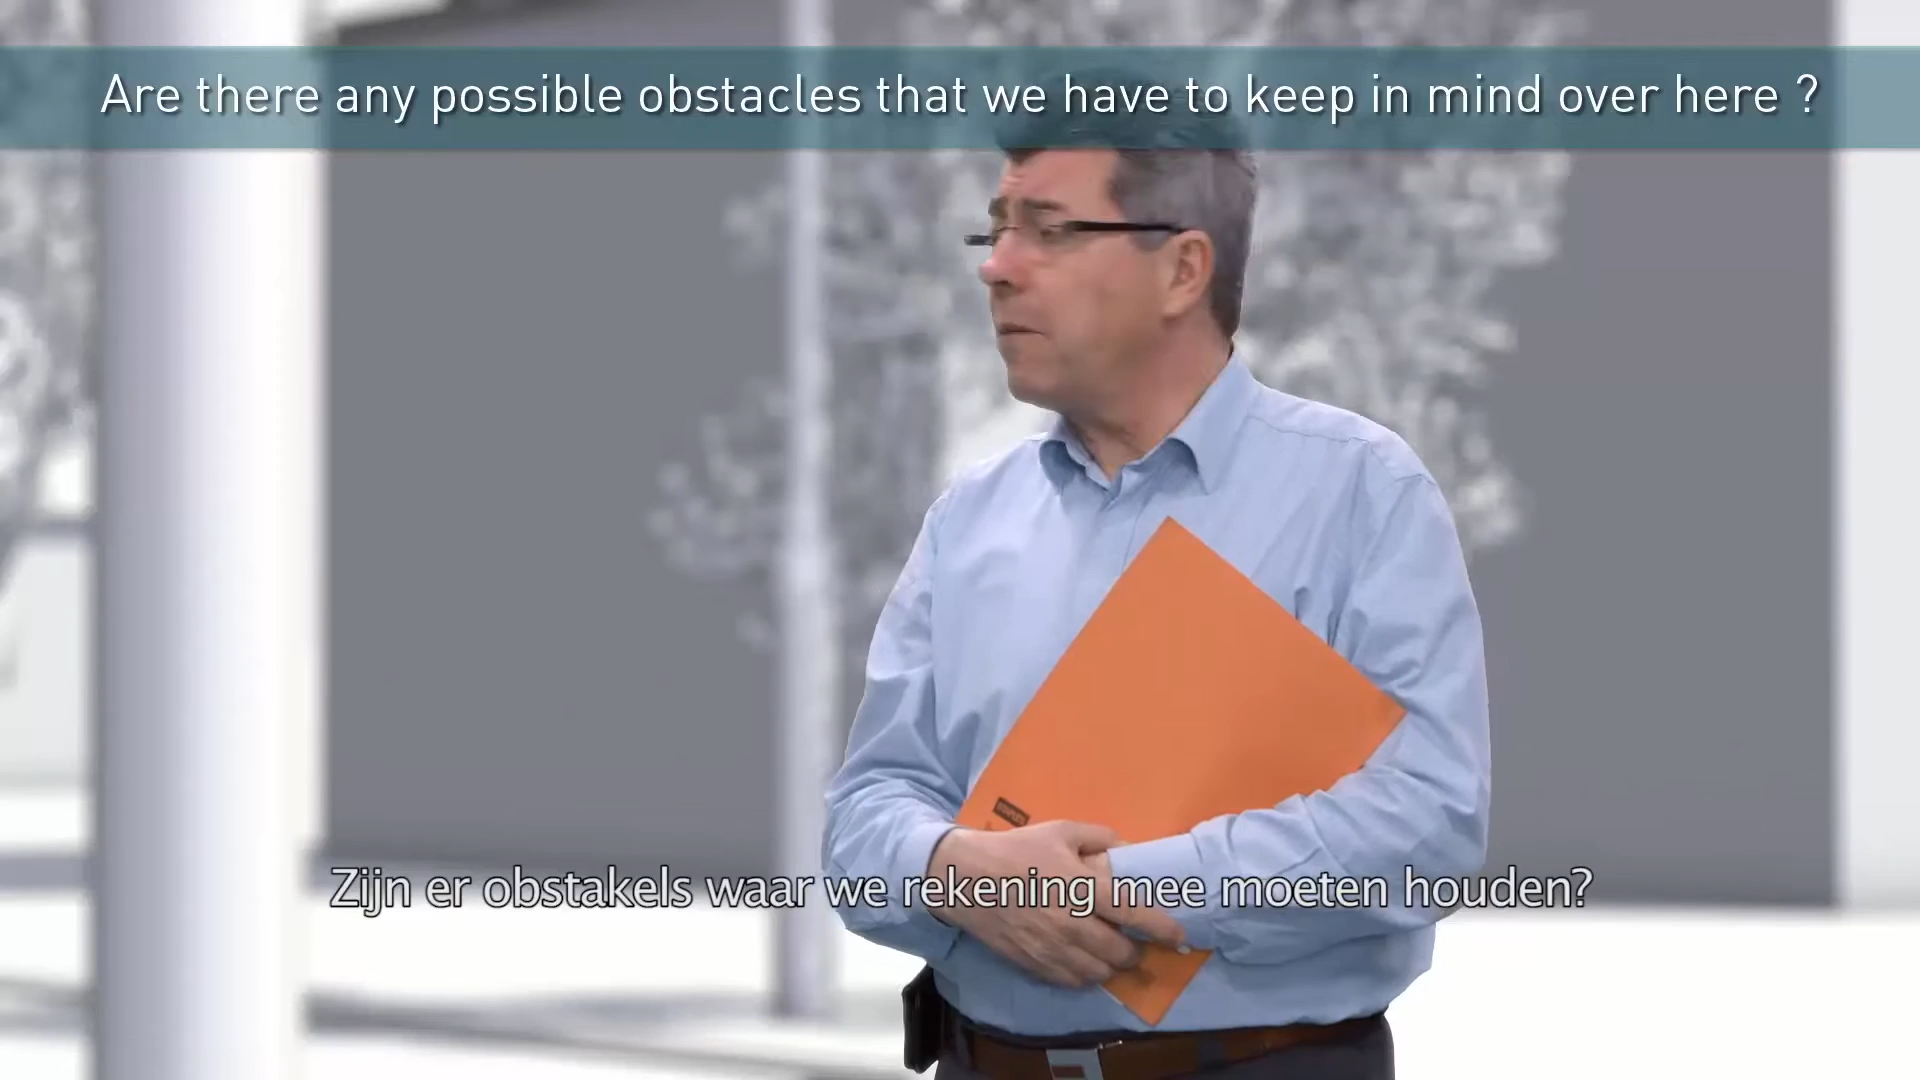 Are there any possible obstacles that we have to keep in mind over here ?
Zijn er obstakels waar we rekening mee moeten houden?